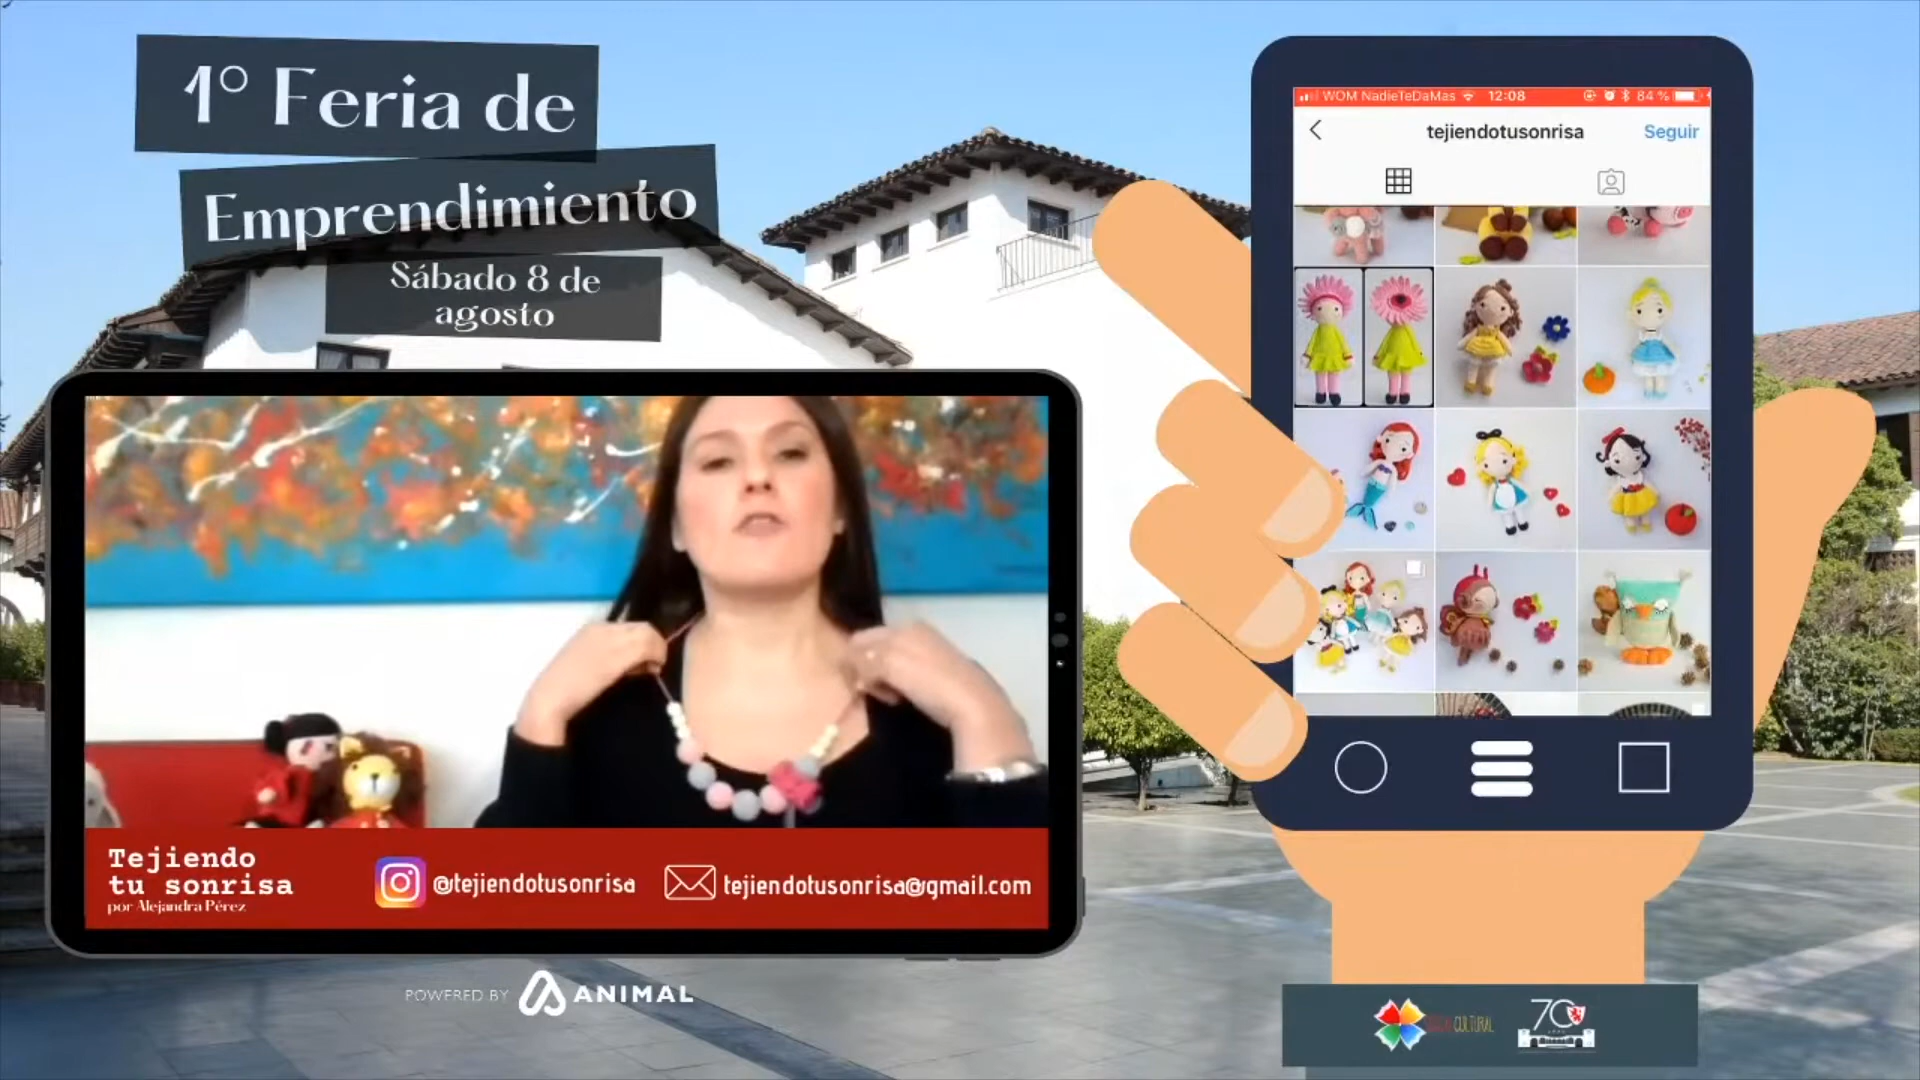 1° Feria de
Emprendimiento
Sábado 8 de
agosto
WOM NadieTeDaMas 12:08 84 %
tejiendotusonrisa Seguir
Tejiendo
tu sonrisa
por Alejandra Pérez
@tejiendotusonrisa
tejiendotusonrisa@gmail.com
POWERED BY ANIMAL
CULTURAL
70